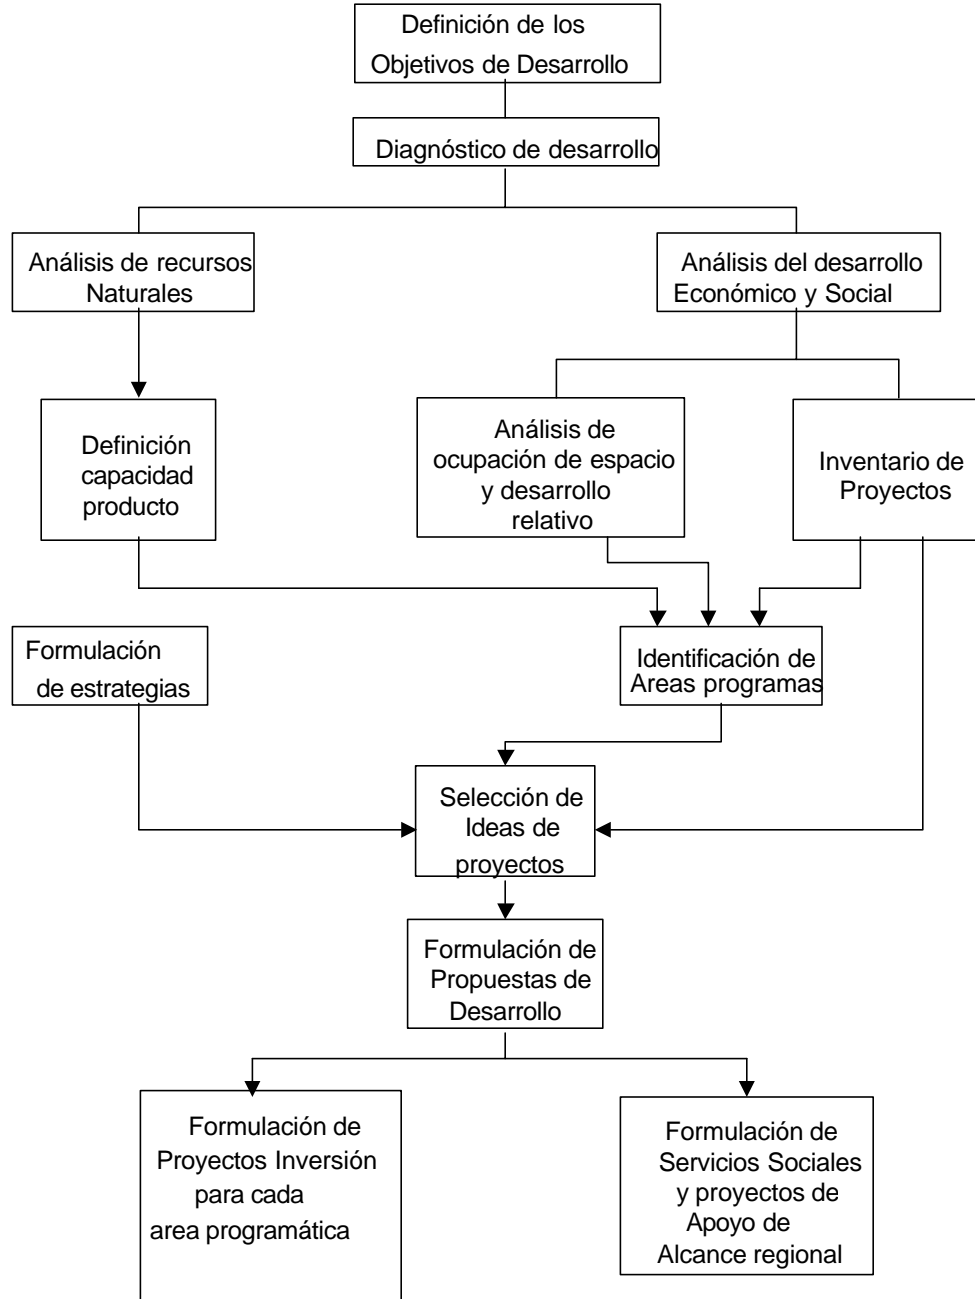 Definición de los
Objetivos de Desarrollo
Diagnóstico de desarrollo
Análisis de recursos
Naturales
Análisis del desarrollo
Económico y Social
Definición
capacidad
producto
Análisis de
ocupación de espacio
y desarrollo
relativo
Inventario de
Proyectos
Formulación
de estrategias
Identificación de
Areas programas
Selección de
Ideas de
proyectos
Formulación de
Propuestas de
Desarrollo
Formulación de
Proyectos Inversión
para cada
area programática
Formulación de
Servicios Sociales
y proyectos de
Apoyo de
Alcance regional